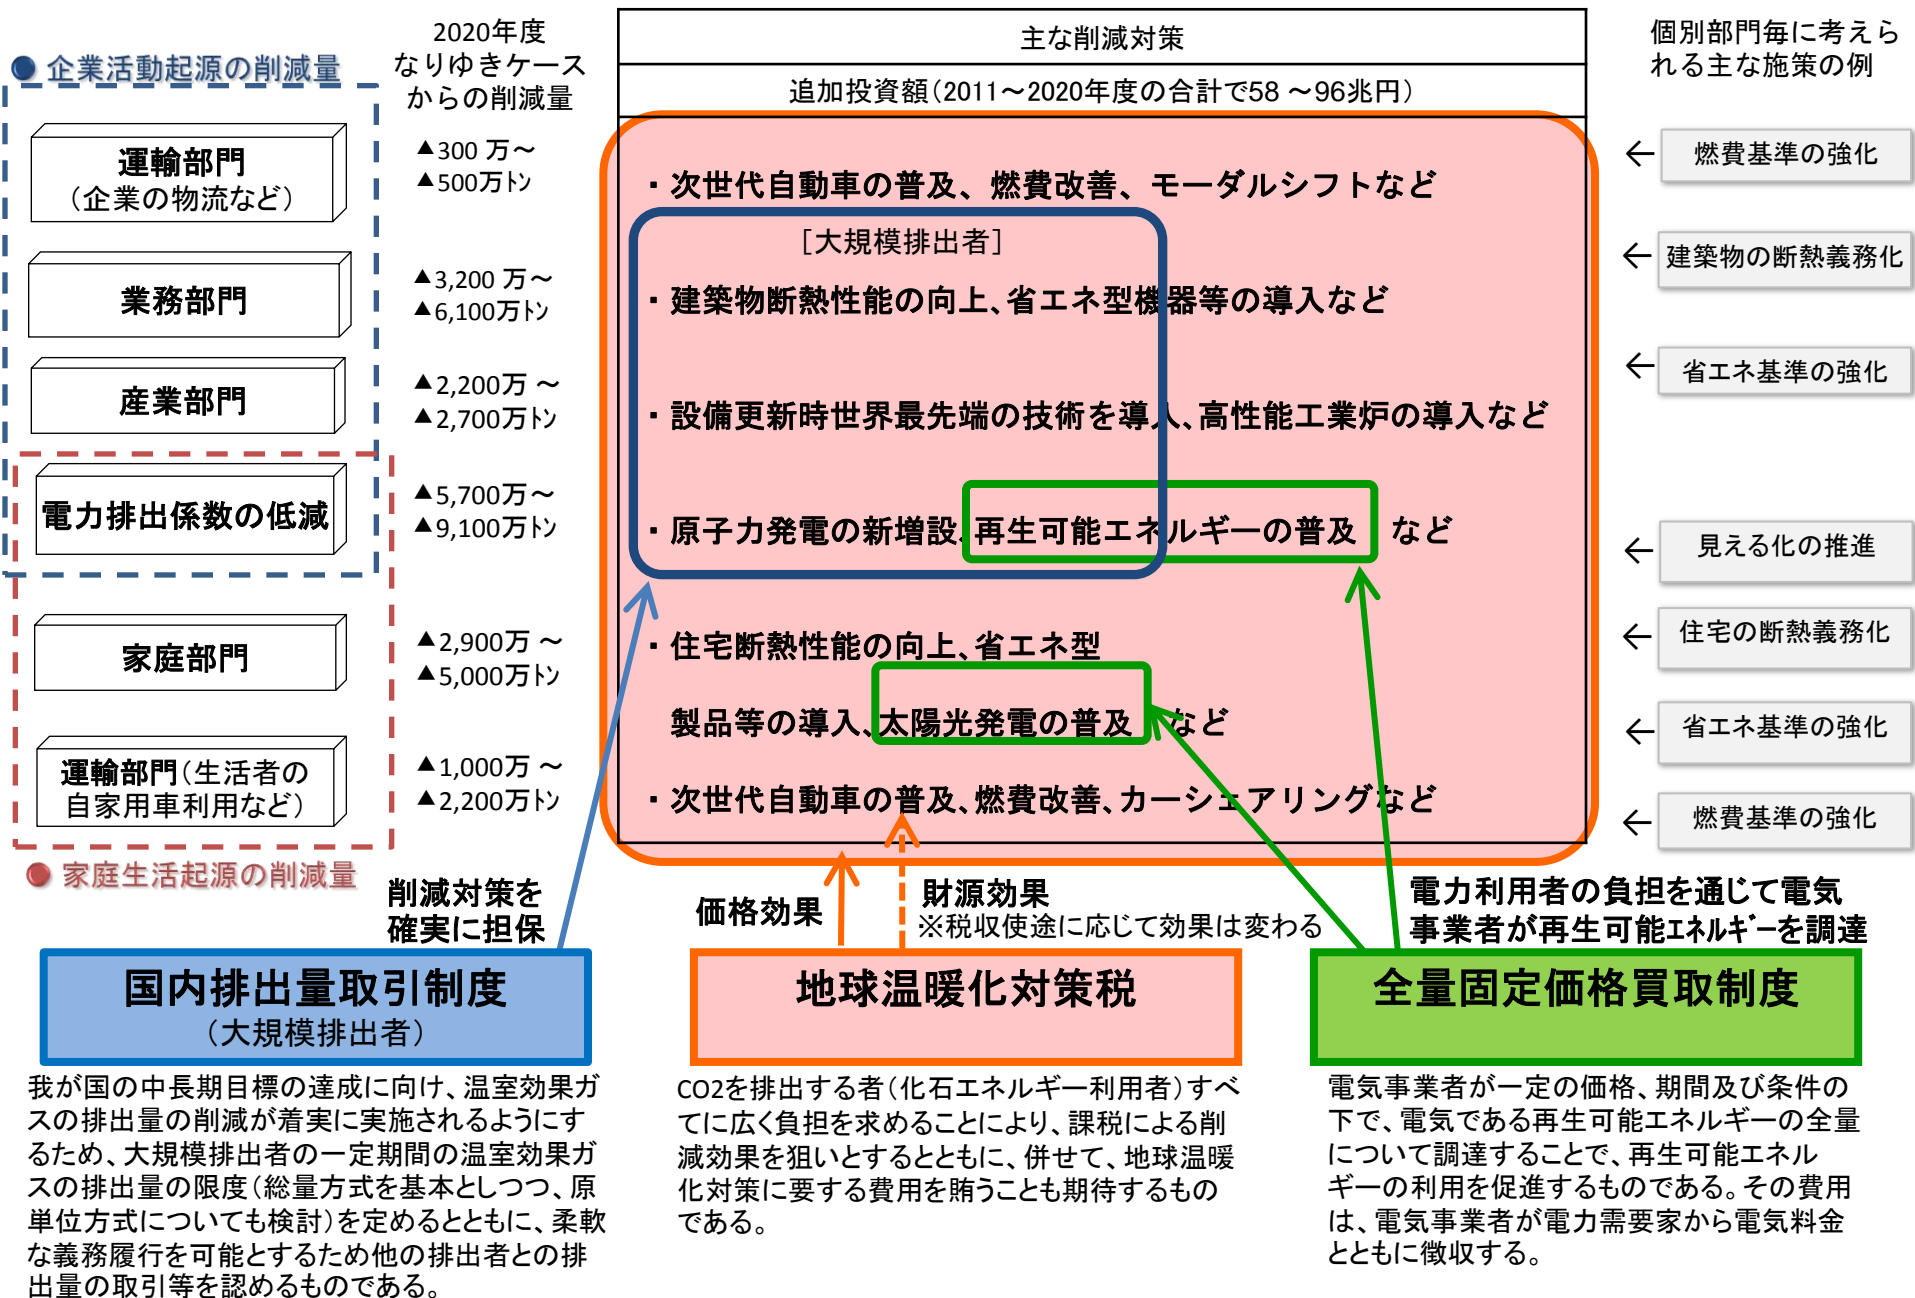 ● 企業活動起源の削減量
2020年度
なりゆきケース
からの削減量
主な削減対策
追加投資額（2011～2020年度の合計で58 ～96兆円）
個別部門毎に考えら
れる主な施策の例
運輸部門
（企業の物流など）
▲300 万～
▲500万トン
・次世代自動車の普及、燃費改善、モーダルシフトなど
← 燃費基準の強化
［大規模排出者］
業務部門
▲3,200 万～
▲6,100万トン
・建築物断熱性能の向上、省エネ型機器等の導入など
← 建築物の断熱義務化
産業部門
▲2,200万 ～
▲2,700万トン
・設備更新時世界最先端の技術を導入、高性能工業炉の導入など
← 省エネ基準の強化
電力排出係数の低減
▲5,700万～
▲9,100万トン
・原子力発電の新増設、再生可能エネルギーの普及 など
← 見える化の推進
家庭部門
▲2,900万 ～
▲5,000万トン
・住宅断熱性能の向上、省エネ型
製品等の導入、太陽光発電の普及 など
← 住宅の断熱義務化
← 省エネ基準の強化
運輸部門（生活者の
自家用車利用など）
▲1,000万 ～
▲2,200万トン
・次世代自動車の普及、燃費改善、カーシェアリングなど
← 燃費基準の強化
● 家庭生活起源の削減量
削減対策を
確実に担保
価格効果
財源効果
※税収使途に応じて効果は変わる
電力利用者の負担を通じて電気
事業者が再生可能エネルギーを調達
国内排出量取引制度
（大規模排出者）
我が国の中長期目標の達成に向け、温室効果ガ
スの排出量の削減が着実に実施されるようにす
るため、大規模排出者の一定期間の温室効果ガ
スの排出量の限度（総量方式を基本としつつ、原
単位方式についても検討）を定めるとともに、柔軟
な義務履行を可能とするため他の排出者との排
出量の取引等を認めるものである。
地球温暖化対策税
CO2を排出する者（化石エネルギー利用者）すべ
てに広く負担を求めることにより、課税による削
減効果を狙いとするとともに、併せて、地球温暖
化対策に要する費用を賄うことも期待するもの
である。
全量固定価格買取制度
電気事業者が一定の価格、期間及び条件の
下で、電気である再生可能エネルギーの全量
について調達することで、再生可能エネル
ギーの利用を促進するものである。その費用
は、電気事業者が電力需要家から電気料金
とともに徴収する。